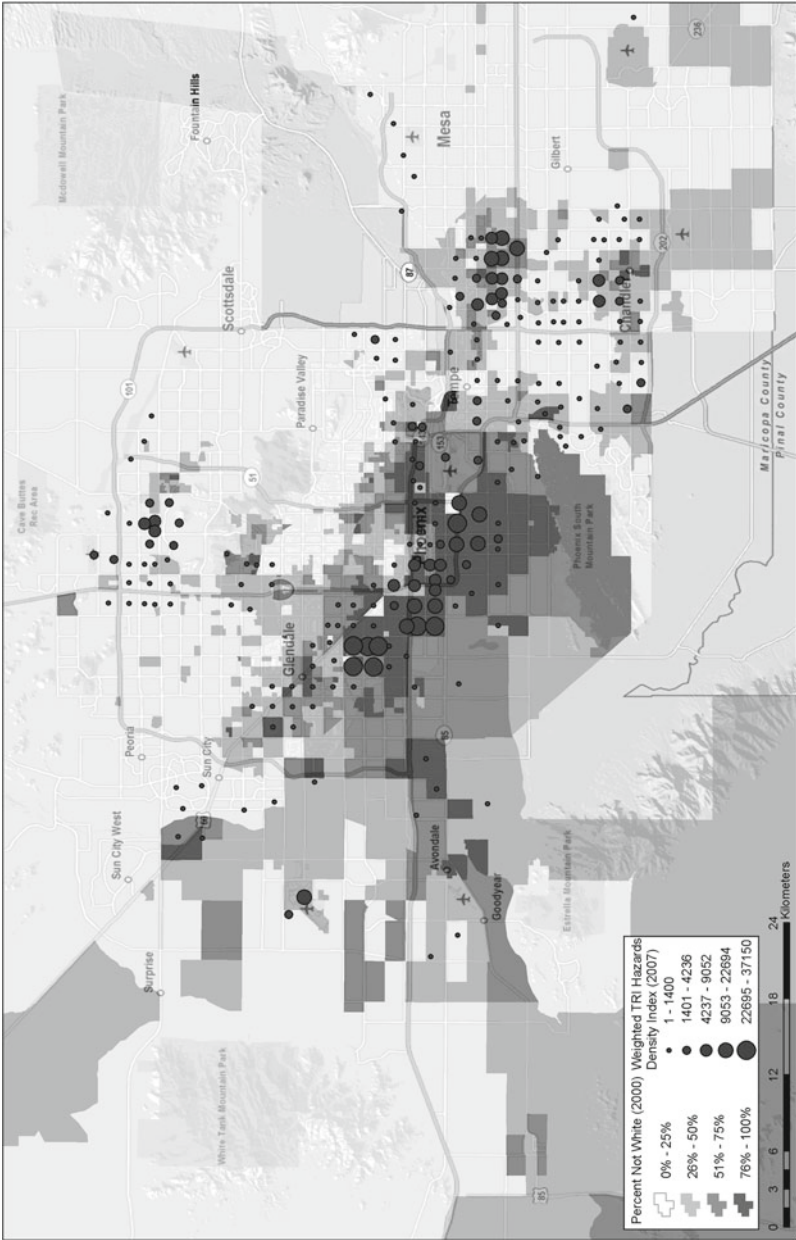 Cave Buttes
Rec Area
Mcdowell Mountain Park
Fountain Hills
101
Scottsdale
Paradise Valley
51
Peoria
Sun City
Sun City West
60
Surprise
White Tank Mountain Park
Glendale
Phoenix
153
Tempe
87
Mesa
Gilbert
Chandler
202
Phoenix South
Mountain Park
85
Avondale
Goodyear
Estrella Mountain Park
85
Maricopa County
Pinal County
Percent Not White (2000)
0% - 25%
26% - 50%
51% - 75%
76% - 100%
Weighted TRI Hazards
Density Index (2007)
1 - 1400
1401 - 4236
4237 - 9052
9053 - 22694
22695 - 37150
0 3 6 12 18 24
Kilometers